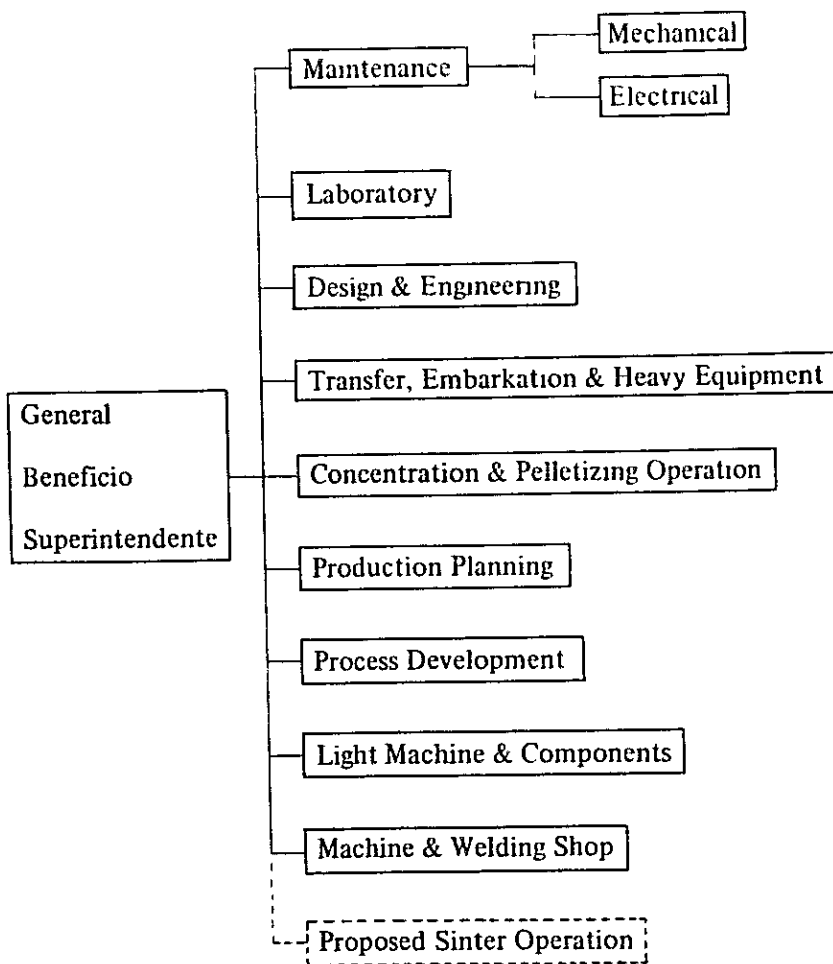 Mechanical
Maintenance
Electrical
Laboratory
Design & Engineering
Transfer, Embarkation & Heavy Equipment
General
Beneficio
Superintendente
Concentration & Pelletizing Operation
Production Planning
Process Development
Light Machine & Components
Machine & Welding Shop
Proposed Sinter Operation